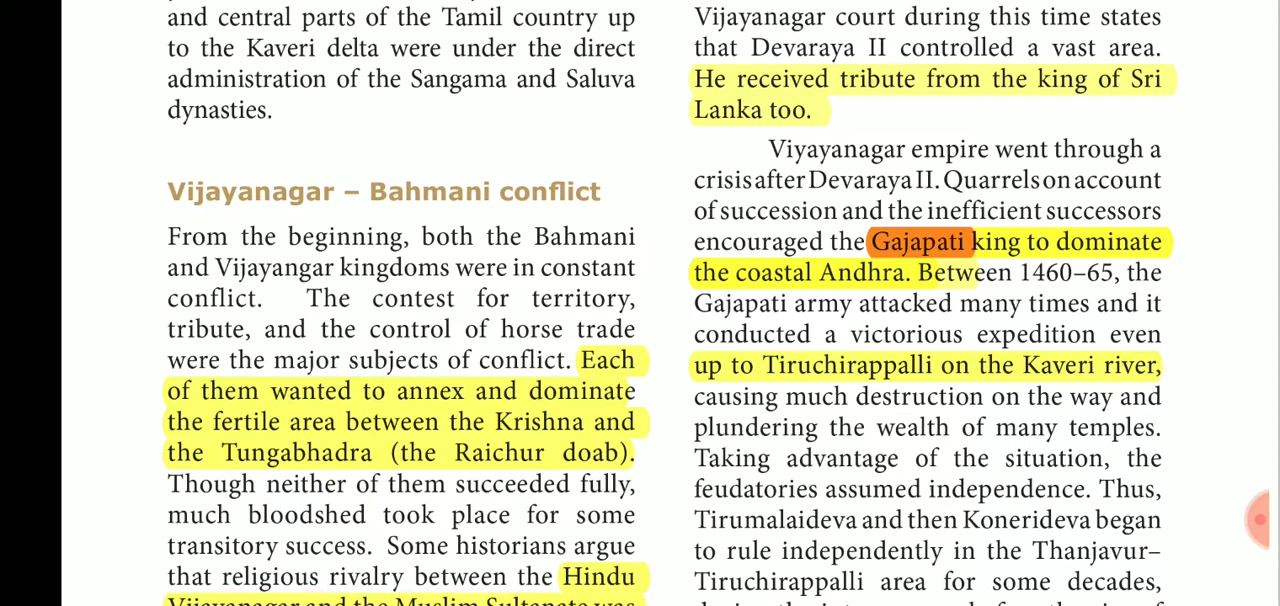 and central parts of the Tamil country up
to the Kaveri delta were under the direct
administration of the Sangama and Saluva
dynasties.
Vijayanagar – Bahmani conflict
From the beginning, both the Bahmani
and Vijayangar kingdoms were in constant
conflict. The contest for territory,
tribute, and the control of horse trade
were the major subjects of conflict. Each
of them wanted to annex and dominate
the fertile area between the Krishna and
the Tungabhadra (the Raichur doab).
Though neither of them succeeded fully,
much bloodshed took place for some
transitory success. Some historians argue
that religious rivalry between the Hindu
Vijayanagar and the Muslim Sultanate was
Vijayanagar court during this time states
that Devaraya II controlled a vast area.
He received tribute from the king of Sri
Lanka too.
Viyayanagar empire went through a
crisis after Devaraya II. Quarrels on account
of succession and the inefficient successors
encouraged the Gajapati king to dominate
the coastal Andhra. Between 1460–65, the
Gajapati army attacked many times and it
conducted a victorious expedition even
up to Tiruchirappalli on the Kaveri river,
causing much destruction on the way and
plundering the wealth of many temples.
Taking advantage of the situation, the
feudatories assumed independence. Thus,
Tirumalaideva and then Konerideva began
to rule independently in the Thanjavur–
Tiruchirappalli area for some decades,